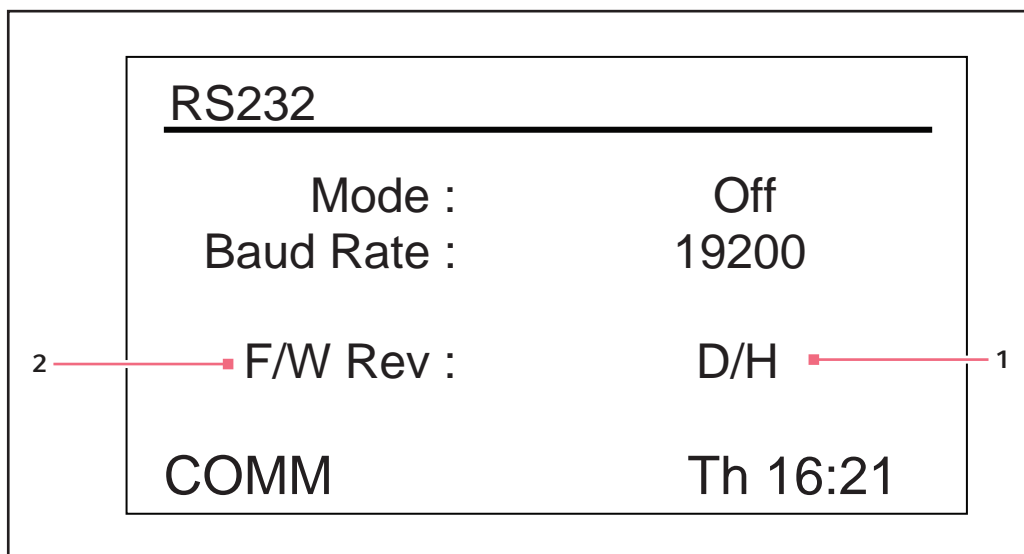 RS232
Mode : Off
Baud Rate : 19200
2 F/W Rev : D/H 1
COMM Th 16:21